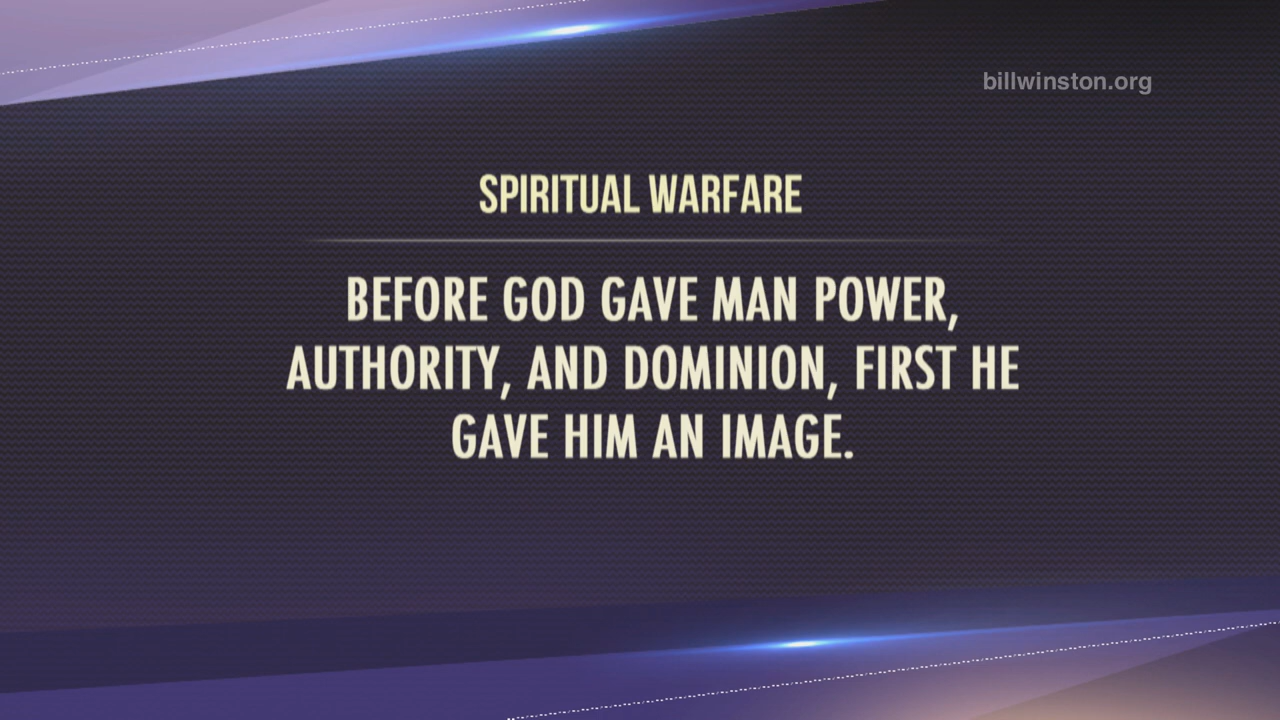 billwinston.org
SPIRITUAL WARFARE
BEFORE GOD GAVE MAN POWER,
AUTHORITY, AND DOMINION, FIRST HE
GAVE HIM AN IMAGE.